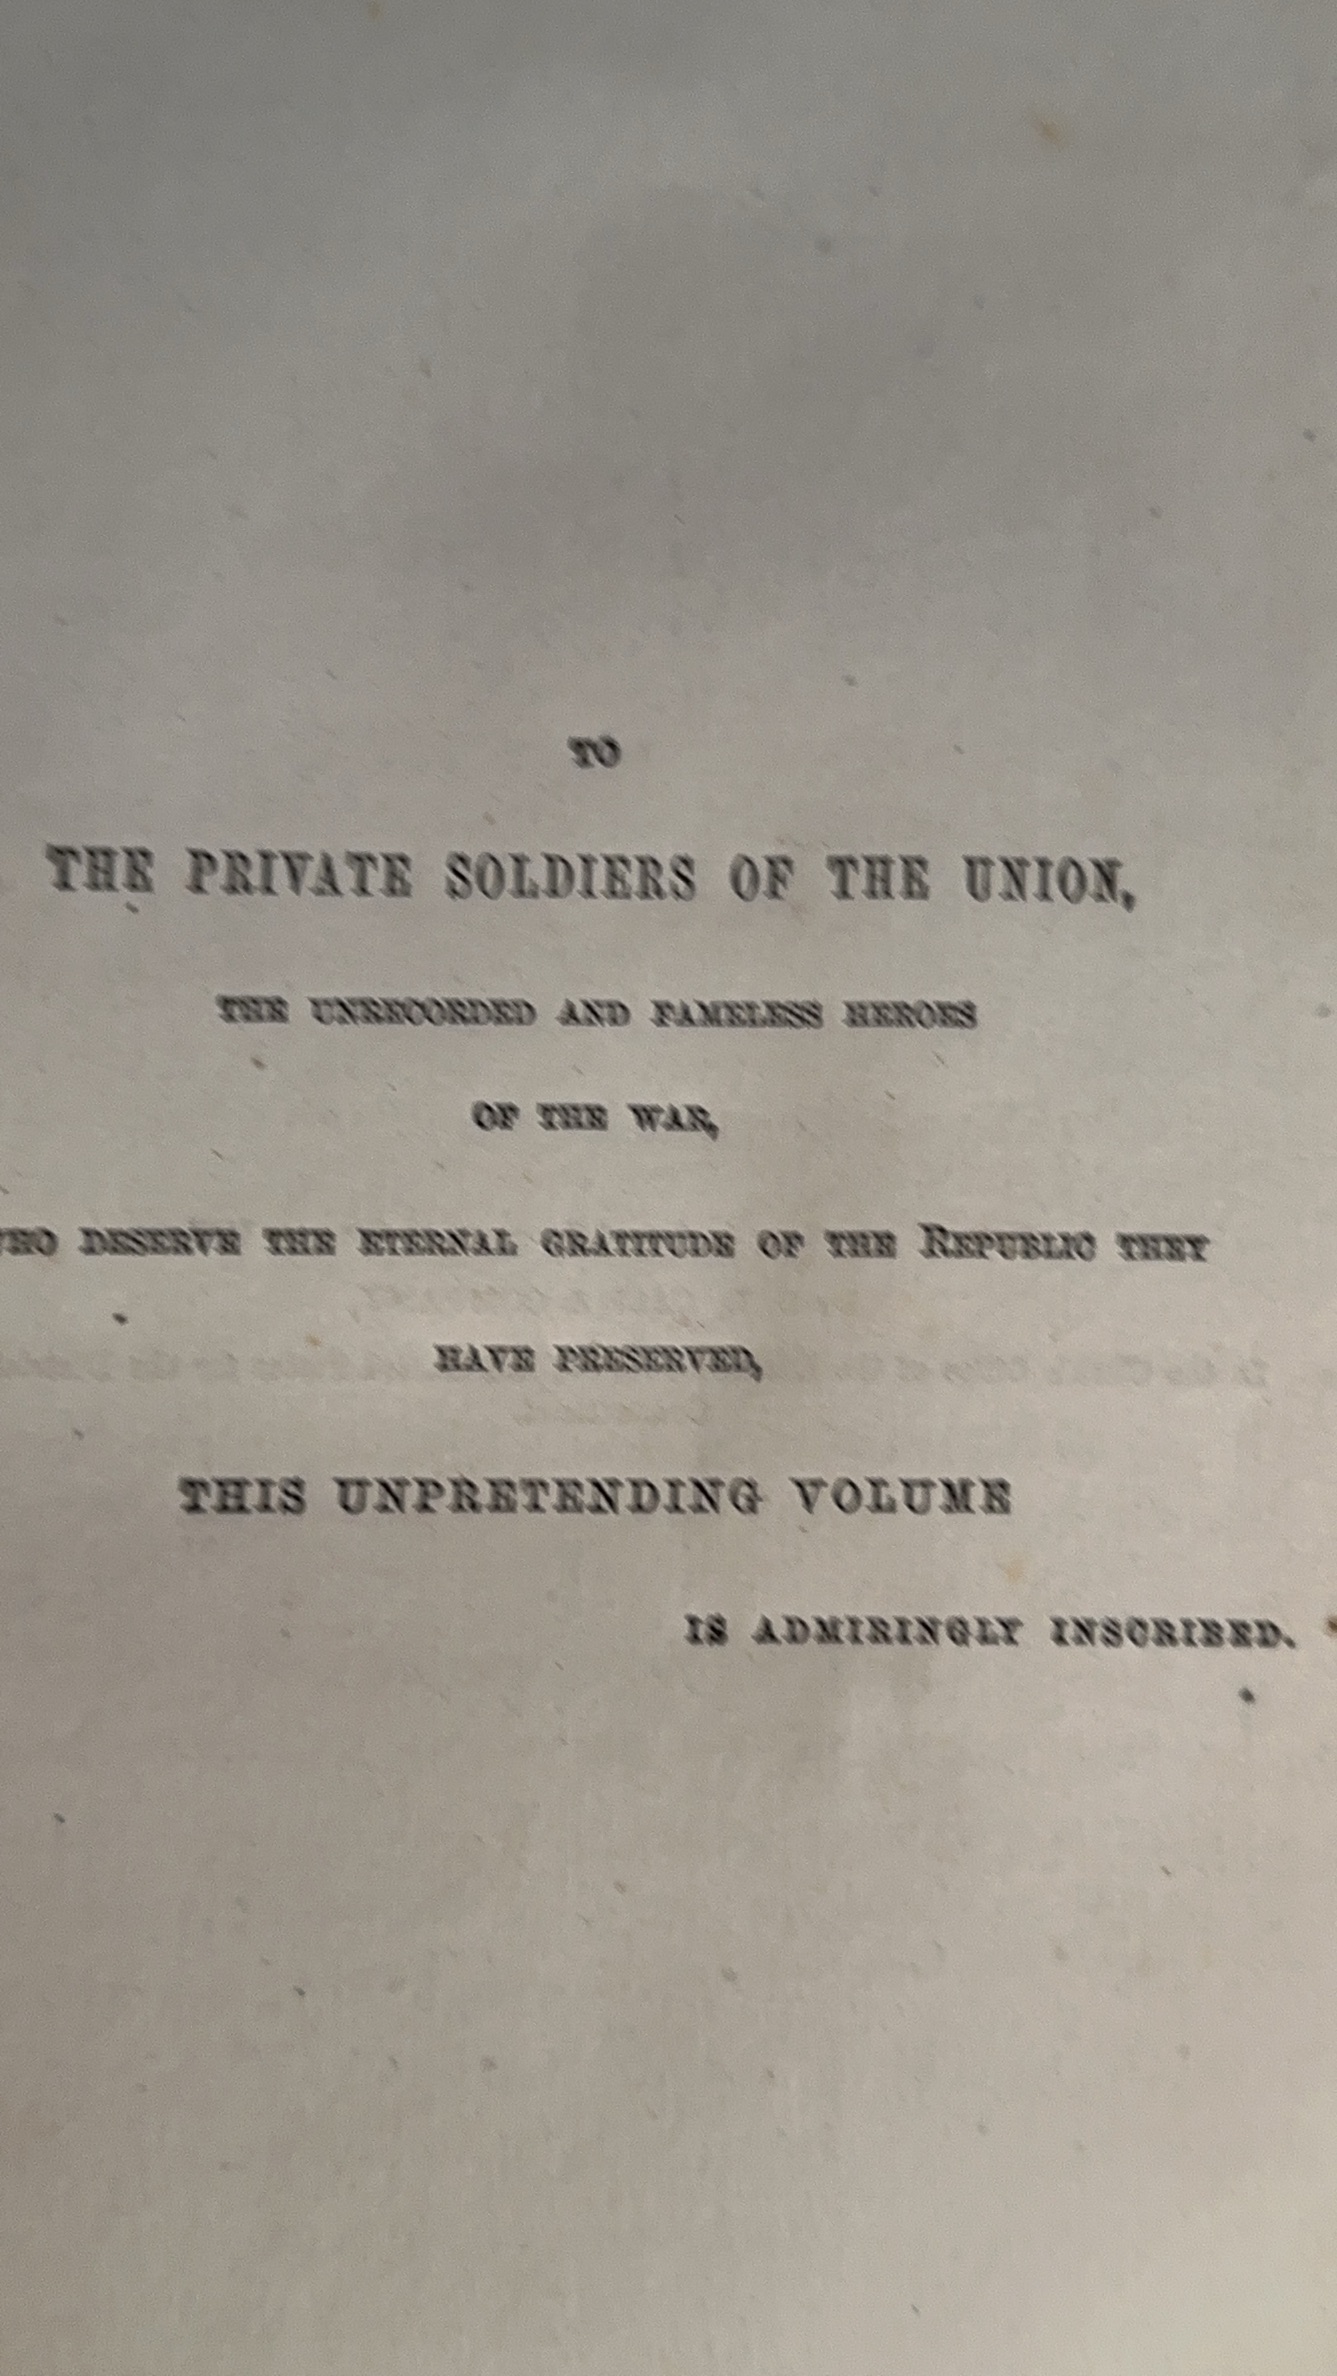 TO
THE PRIVATE SOLDIERS OF THE UNION,
THE UNRECORDED AND FAMELESS HEROES
OF THE WAR,
WHO DESERVE THE ETERNAL GRATITUDE OF THE REPUBLIC THEY
HAVE PRESERVED,
THIS UNPRETENDING VOLUME
IS ADMIRINGLY INSCRIBED.